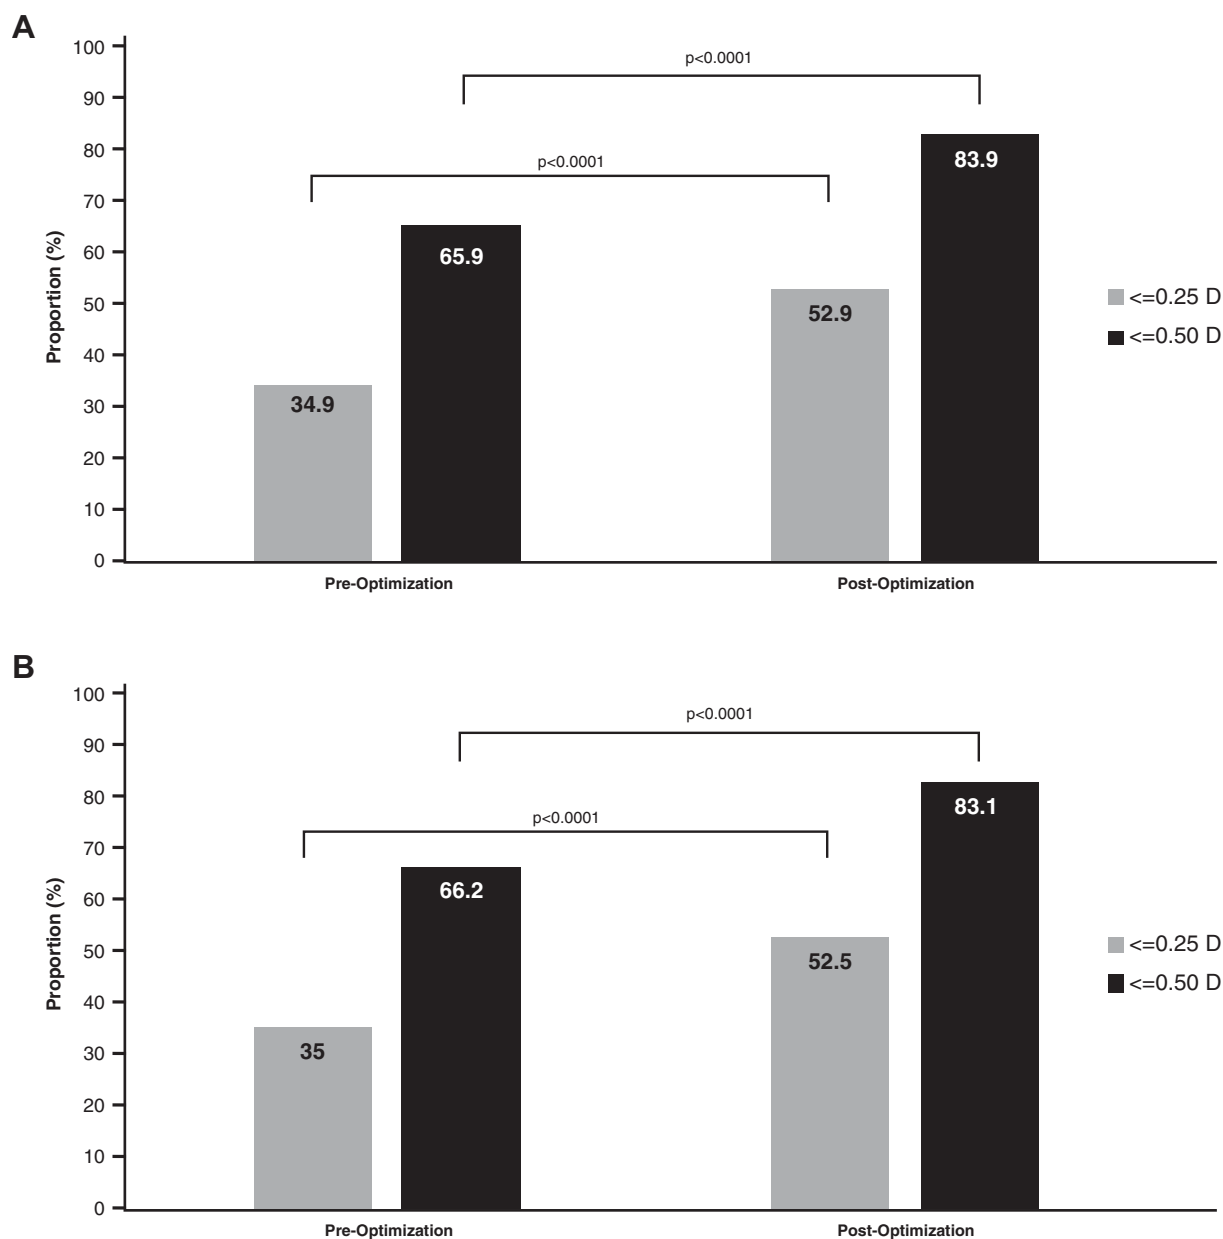 A
100
90
80
70
60
50
40
30
20
10
0
Proportion (%)
p<0.0001
p<0.0001
34.9
65.9
52.9
83.9
<=0.25 D
<=0.50 D
Pre-Optimization
Post-Optimization
B
100
90
80
70
60
50
40
30
20
10
0
Proportion (%)
p<0.0001
p<0.0001
35
66.2
52.5
83.1
<=0.25 D
<=0.50 D
Pre-Optimization
Post-Optimization